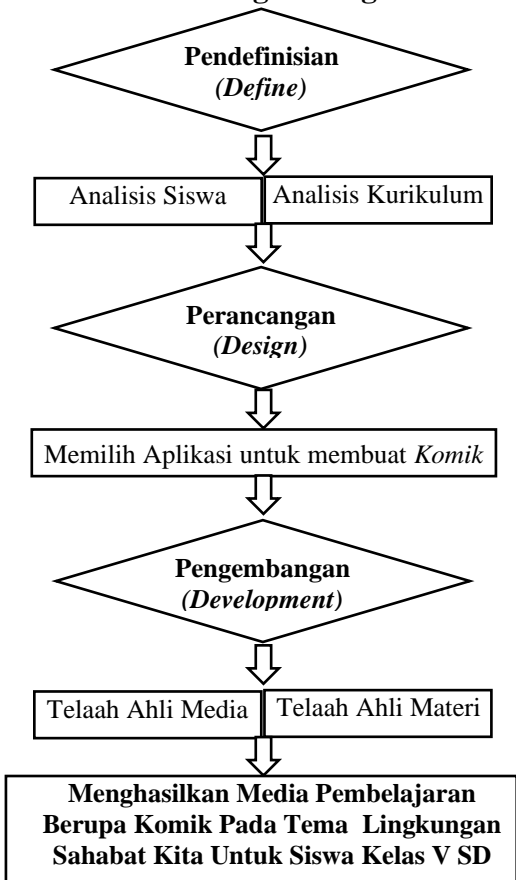 Pendefinisian
(Define)
Analisis Siswa
Analisis Kurikulum
Perancangan
(Design)
Memilih Aplikasi untuk membuat Komik
Pengembangan
(Development)
Telaah Ahli Media
Telaah Ahli Materi
Menghasilkan Media Pembelajaran
Berupa Komik Pada Tema Lingkungan
Sahabat Kita Untuk Siswa Kelas V SD